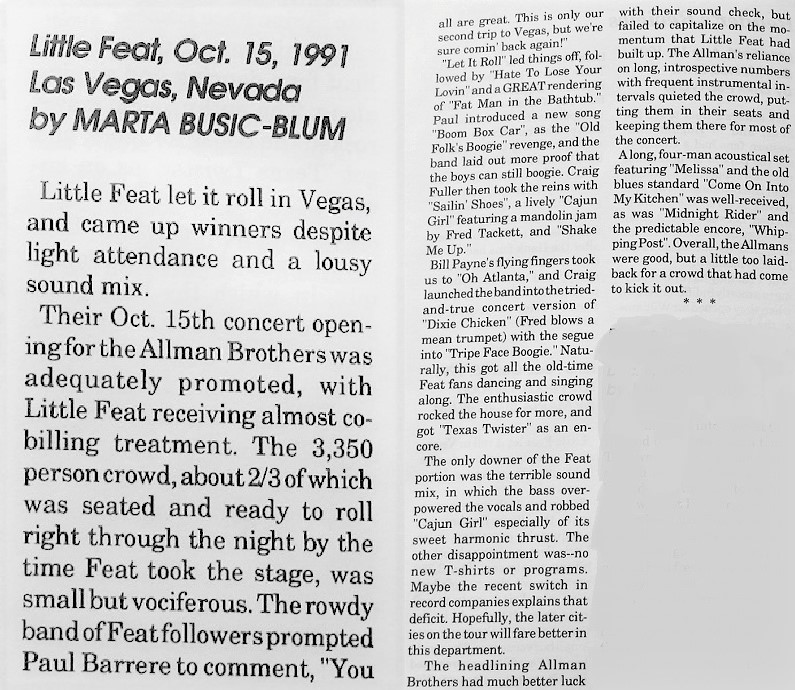 Little Feat, Oct. 15, 1991
Las Vegas, Nevada
by MARTA BUSIC-BLUM
Little Feat let it roll in Vegas,
and came up winners despite
light attendance and a lousy
sound mix.
Their Oct. 15th concert open-
ing for the Allman Brothers was
adequately promoted, with
Little Feat receiving almost co-
billing treatment. The 3,350
person crowd, about 2/3 of which
was seated and ready to roll
right through the night by the
time Feat took the stage, was
small but vociferous. The rowdy
band of Feat followers prompted
Paul Barrere to comment, "You
all are great. This is only our
second trip to Vegas, but we're
sure comin' back again!"
"Let It Roll" led things off, fol-
lowed by "Hate To Lose Your
Lovin' and a GREAT rendering
of "Fat Man in the Bathtub."
Paul introduced a new song
"Boom Box Car", as the "Old
Folk's Boogie" revenge, and the
band laid out more proof that
the boys can still boogie. Craig
Fuller then took the reins with
"Sailin' Shoes", a lively "Cajun
Girl" featuring a mandolin jam
by Fred Tackett, and "Shake
Me Up."
Bill Payne's flying fingers took
us to "Oh Atlanta," and Craig
launched the band into the tried-
and-true concert version of
"Dixie Chicken" (Fred blows a
mean trumpet) with the segue
into "Tripe Face Boogie." Natu-
rally, this got all the old-time
Feat fans dancing and singing
along. The enthusiastic crowd
rocked the house for more, and
got "Texas Twister" as an en-
core.
The only downer of the Feat
portion was the terrible sound
mix, in which the bass over-
powered the vocals and robbed
"Cajun Girl" especially of its
sweet harmonic thrust. The
other disappointment was--no
new T-shirts or programs.
Maybe the recent switch in
record companies explains that
deficit. Hopefully, the later cit-
ies on the tour will fare better in
this department.
The headlining Allman
Brothers had much better luck
with their sound check, but
failed to capitalize on the mo-
mentum that Little Feat had
built up. The Allman's reliance
on long, introspective numbers
with frequent instrumental in-
tervals quieted the crowd, put-
ting them in their seats and
keeping them there for most of
the concert.
A long, four-man acoustical set
featuring "Melissa" and the old
blues standard "Come On Into
My Kitchen" was well-received,
as was "Midnight Rider" and
the predictable encore, "Whip-
ping Post". Overall, the Allmans
were good, but a little too laid-
back for a crowd that had come
to kick it out.
* * *